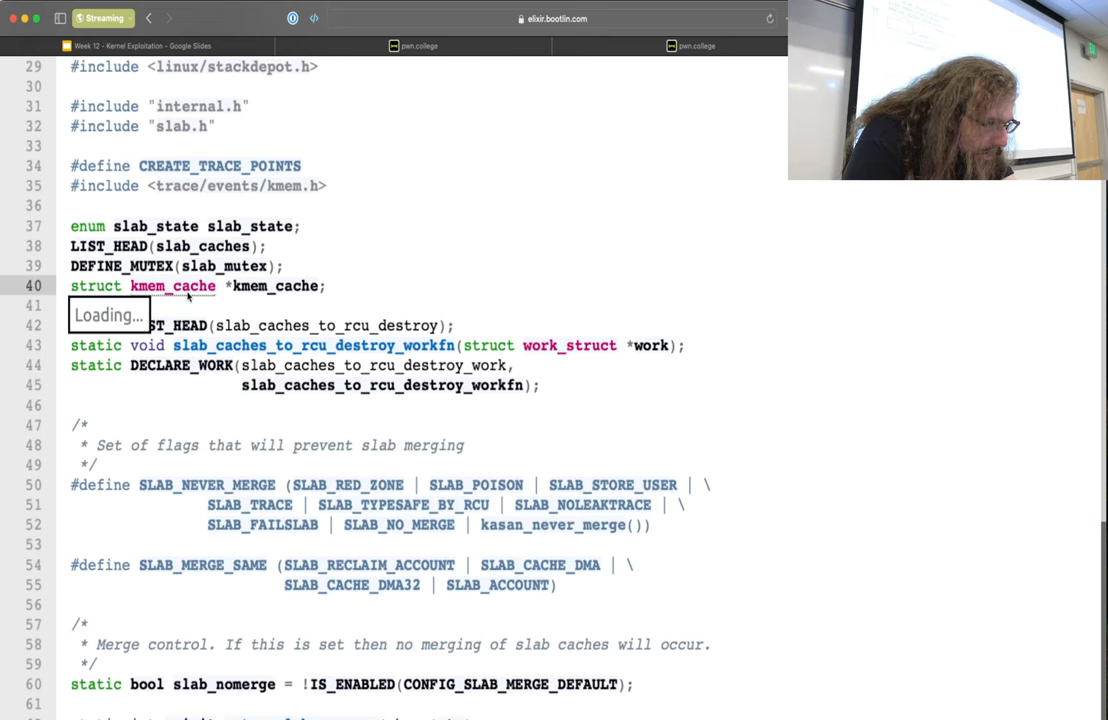 Streaming
elixir.bootlin.com
Week 12 - Kernel Exploitation - Google Slides
pwn.college
pwn.college
29 #include <linux/stackdepot.h>
30
31 #include "internal.h"
32 #include "slab.h"
33
34 #define CREATE_TRACE_POINTS
35 #include <trace/events/kmem.h>
36
37 enum slab_state slab_state;
38 LIST_HEAD(slab_caches);
39 DEFINE_MUTEX(slab_mutex);
40 struct kmem_cache *kmem_cache;
41
Loading...
42 ST_HEAD(slab_caches_to_rcu_destroy);
43 static void slab_caches_to_rcu_destroy_workfn(struct work_struct *work);
44 static DECLARE_WORK(slab_caches_to_rcu_destroy_work,
45 slab_caches_to_rcu_destroy_workfn);
46
47 /*
48 * Set of flags that will prevent slab merging
49 */
50 #define SLAB_NEVER_MERGE (SLAB_RED_ZONE | SLAB_POISON | SLAB_STORE_USER | \
51 SLAB_TRACE | SLAB_TYPESAFE_BY_RCU | SLAB_NOLEAKTRACE | \
52 SLAB_FAILSLAB | SLAB_NO_MERGE | kasan_never_merge())
53
54 #define SLAB_MERGE_SAME (SLAB_RECLAIM_ACCOUNT | SLAB_CACHE_DMA | \
55 SLAB_CACHE_DMA32 | SLAB_ACCOUNT)
56
57 /*
58 * Merge control. If this is set then no merging of slab caches will occur.
59 */
60 static bool slab_nomerge = !IS_ENABLED(CONFIG_SLAB_MERGE_DEFAULT);
61